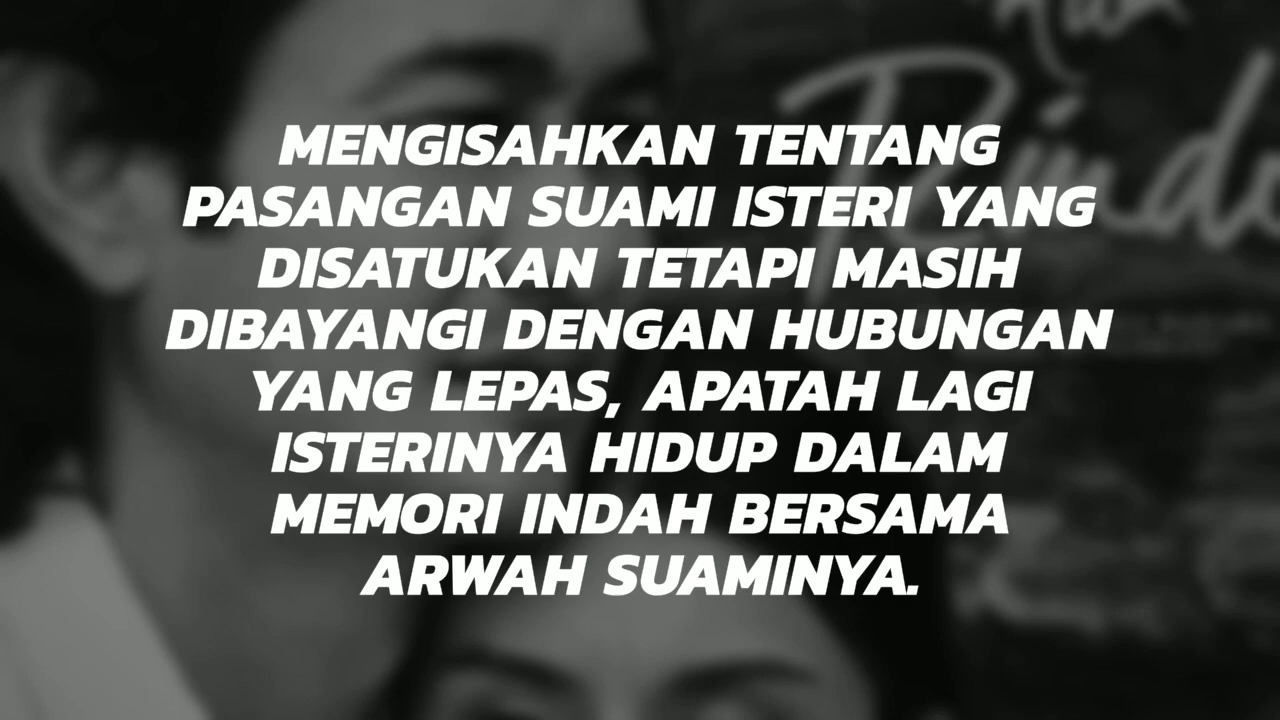 MENGISAHKAN TENTANG
PASANGAN SUAMI ISTERI YANG
DISATUKAN TETAPI MASIH
DIBAYANGI DENGAN HUBUNGAN
YANG LEPAS, APATAH LAGI
ISTERINYA HIDUP DALAM
MEMORI INDAH BERSAMA
ARWAH SUAMINYA.